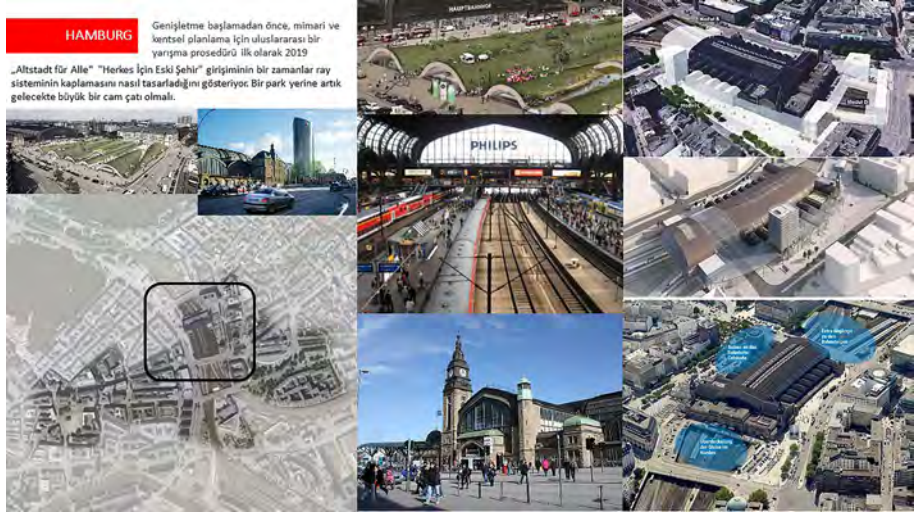 HAMBURG
Genişletme başlamadan önce, mimari ve
kentsel planlama için uluslararası bir
yarışma prosedürü ilk olarak 2019
„Altstadt für Alle" "Herkes İçin Eski Şehir" girişiminin bir zamanlar ray
sisteminin kaplamasını nasıl tasarladığını gösteriyor. Bir park yerine artık
gelecekte büyük bir cam çatı olmalı.
HAUPTBAHNHOF
PHILIPS